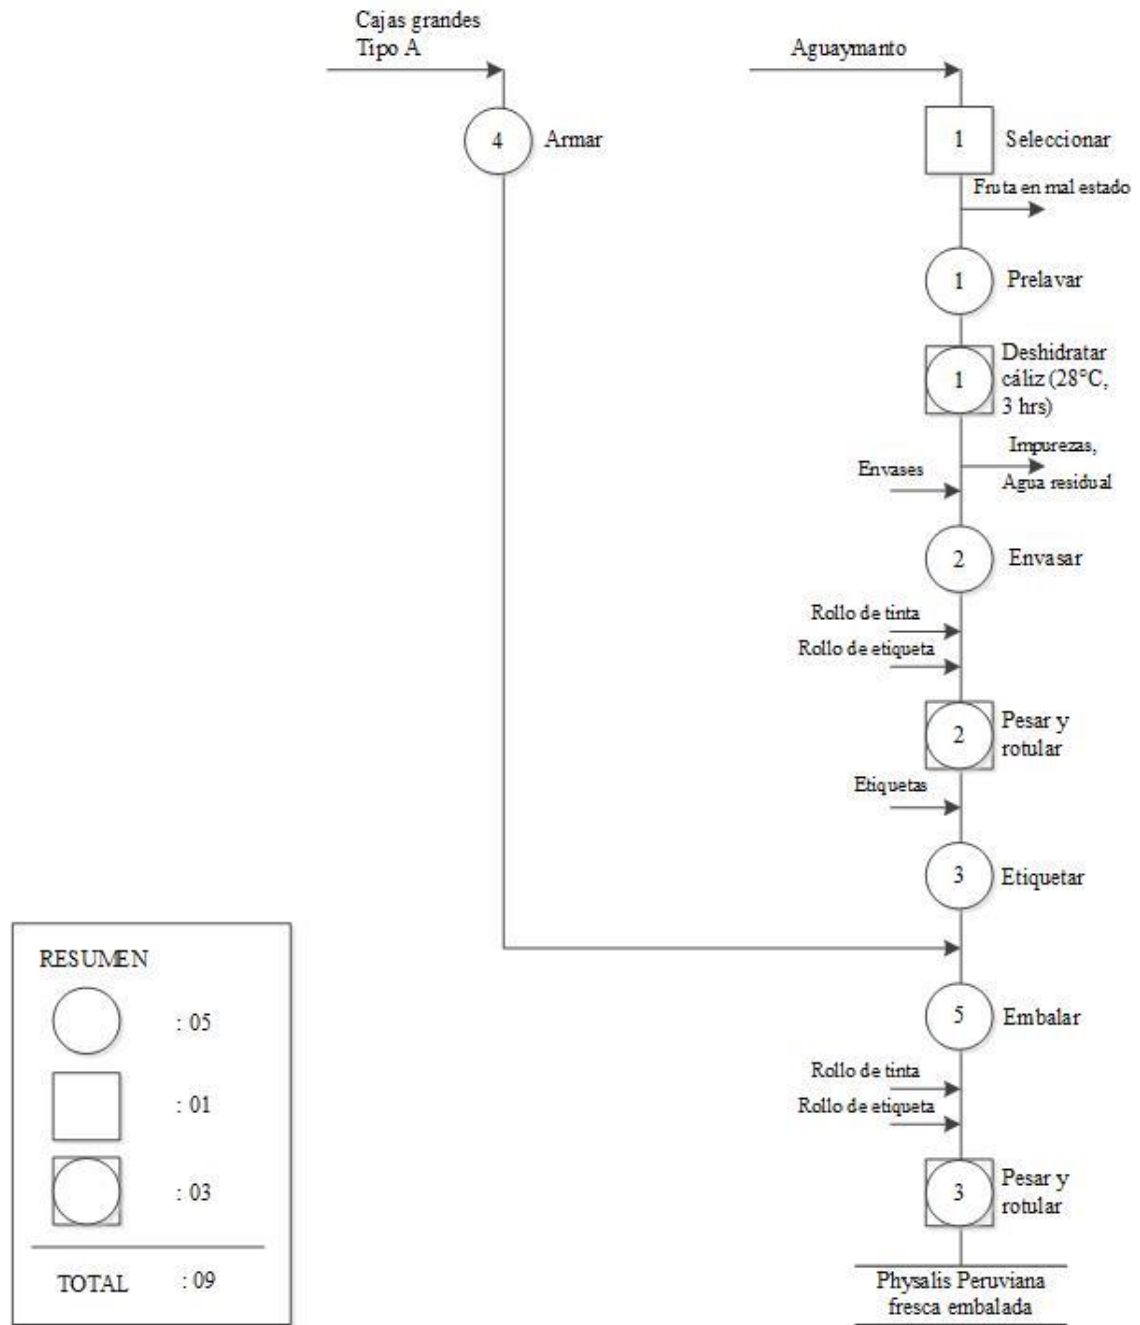 Cajas grandes
Tipo A
Aguaymanto
4
Armar
1
Seleccionar
Fruta en mal estado
1
Prelavar
1
Deshidratar
cáliz (28°C,
3 hrs)
Impurezas,
Agua residual
Envases
2
Envasar
Rollo de tinta
Rollo de etiqueta
2
Pesar y
rotular
Etiquetas
3
Etiquetar
5
Embalar
Rollo de tinta
Rollo de etiqueta
3
Pesar y
rotular
Physalis Peruviana
fresca embalada
RESUMEN
: 05
: 01
: 03
TOTAL : 09